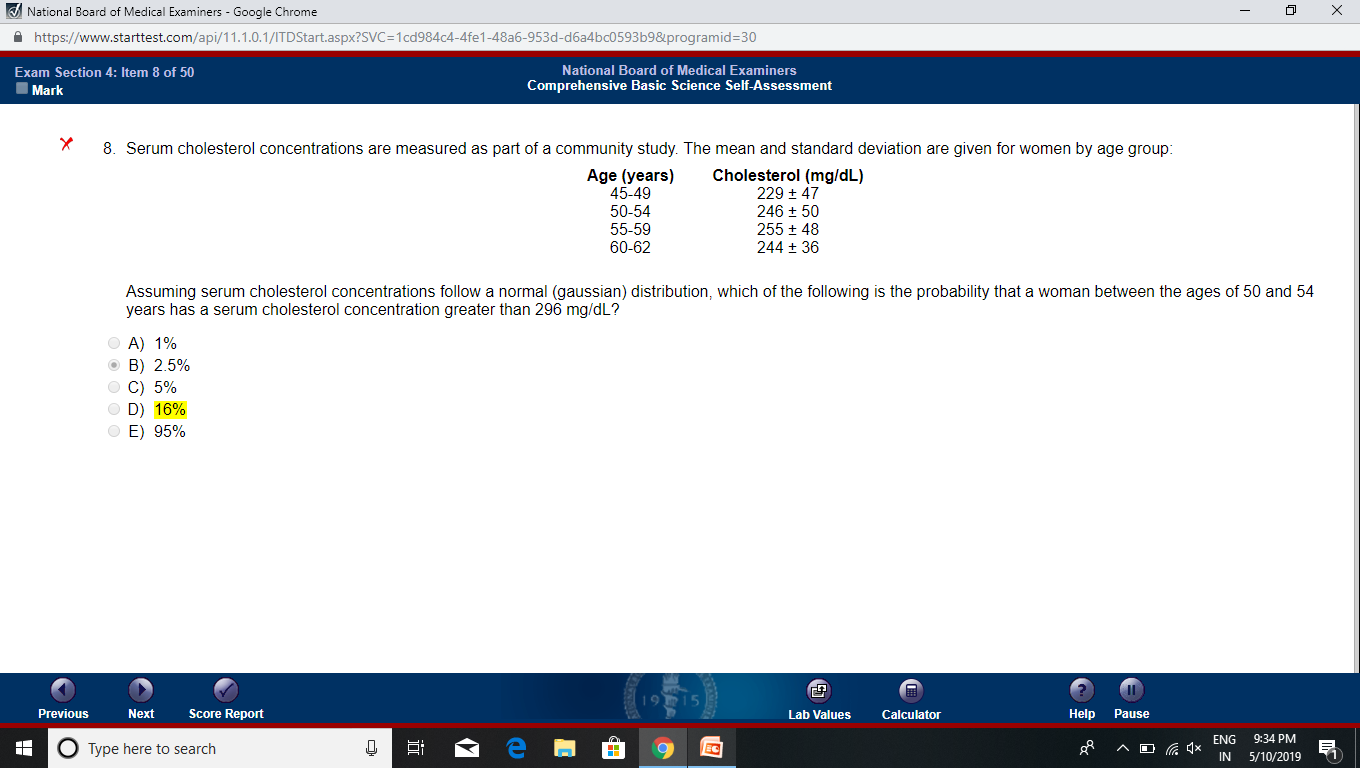 National Board of Medical Examiners - Google Chrome
https://www.starttest.com/api/11.1.0.1/ITDStart.aspx?SVC=1cd984c4-4fe1-48a6-953d-d6a4bc0593b9&programid=30
Exam Section 4: Item 8 of 50
Mark
National Board of Medical Examiners
Comprehensive Basic Science Self-Assessment
8. Serum cholesterol concentrations are measured as part of a community study. The mean and standard deviation are given for women by age group:
Age (years) Cholesterol (mg/dL)
45-49 229 ± 47
50-54 246 ± 50
55-59 255 ± 48
60-62 244 ± 36
Assuming serum cholesterol concentrations follow a normal (gaussian) distribution, which of the following is the probability that a woman between the ages of 50 and 54
years has a serum cholesterol concentration greater than 296 mg/dL?
A) 1%
B) 2.5%
C) 5%
D) 16%
E) 95%
Previous Next Score Report 19 15 Lab Values Calculator Help Pause
Type here to search
EC
ENG
IN
9:34 PM
5/10/2019
1